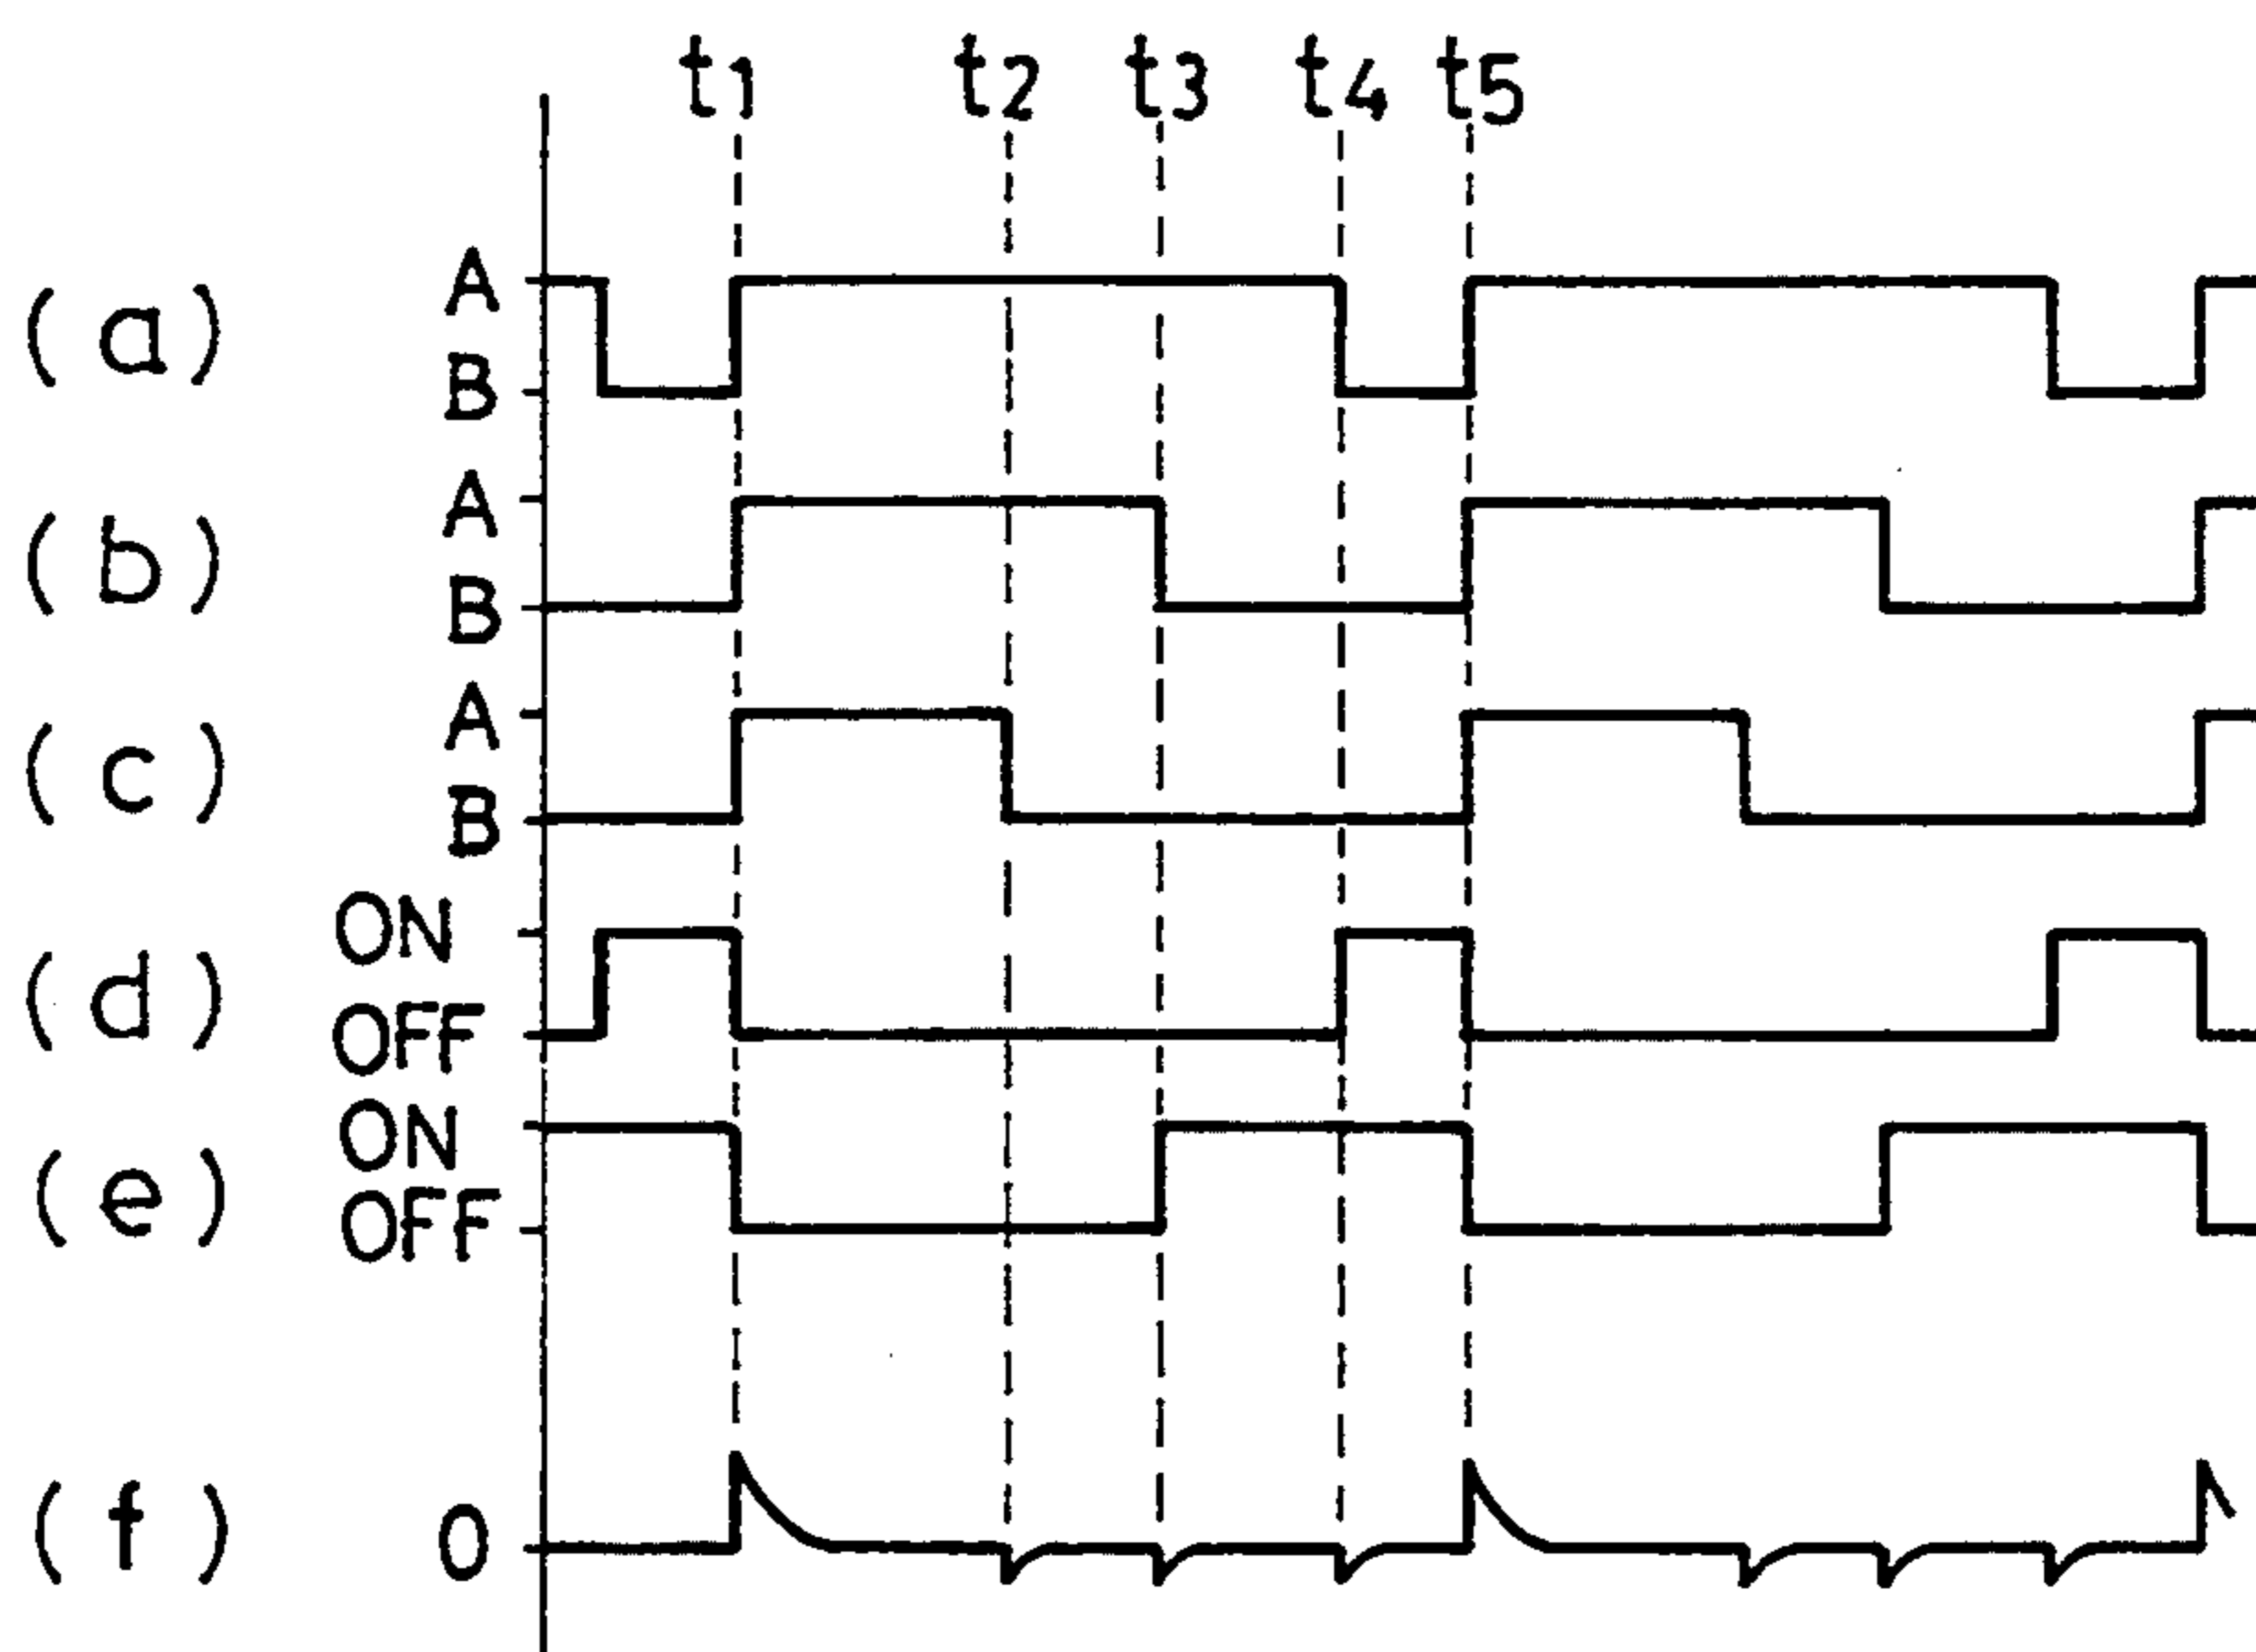 t1 t2 t3 t4 t5
(a) A
B
(b) A
B
(c) A
B
(d) ON
OFF
(e) ON
OFF
(f) 0